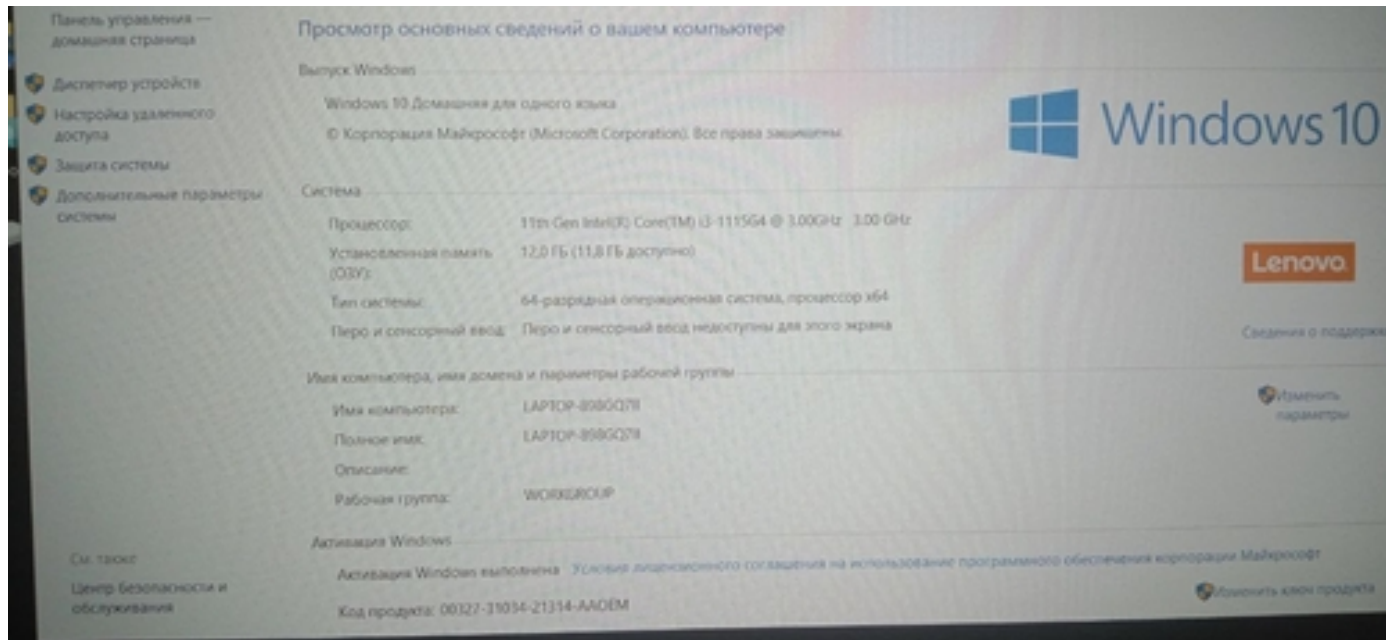 Панель управления —
домашняя страница
Диспетчер устройств
Настройка удаленного
доступа
Защита системы
Дополнительные параметры
системы
См. также
Центр безопасности и
обслуживания
Просмотр основных сведений о вашем компьютере
Выпуск Windows
Windows 10 Домашняя для одного языка
© Корпорация Майкрософт (Microsoft Corporation). Все права защищены.
Windows 10
Система
Процессор: 11th Gen Intel(R) Core(TM) i3-1115G4 @ 3.00GHz 3.00 GHz
Установленная память
(ОЗУ): 12,0 ГБ (11,8 ГБ доступно)
Тип системы: 64-разрядная операционная система, процессор x64
Перо и сенсорный ввод: Перо и сенсорный ввод недоступны для этого экрана
Lenovo
Сведения о поддержке
Имя компьютера, имя домена и параметры рабочей группы
Имя компьютера:
Полное имя:
Описание:
Рабочая группа: WORKGROUP
Изменить
параметры
Активация Windows
Активация Windows выполнена Условия лицензионного соглашения на использование программного обеспечения корпорации Майкрософт
Код продукта: 00327-31034-21314-AAOEM
Изменить ключ продукта